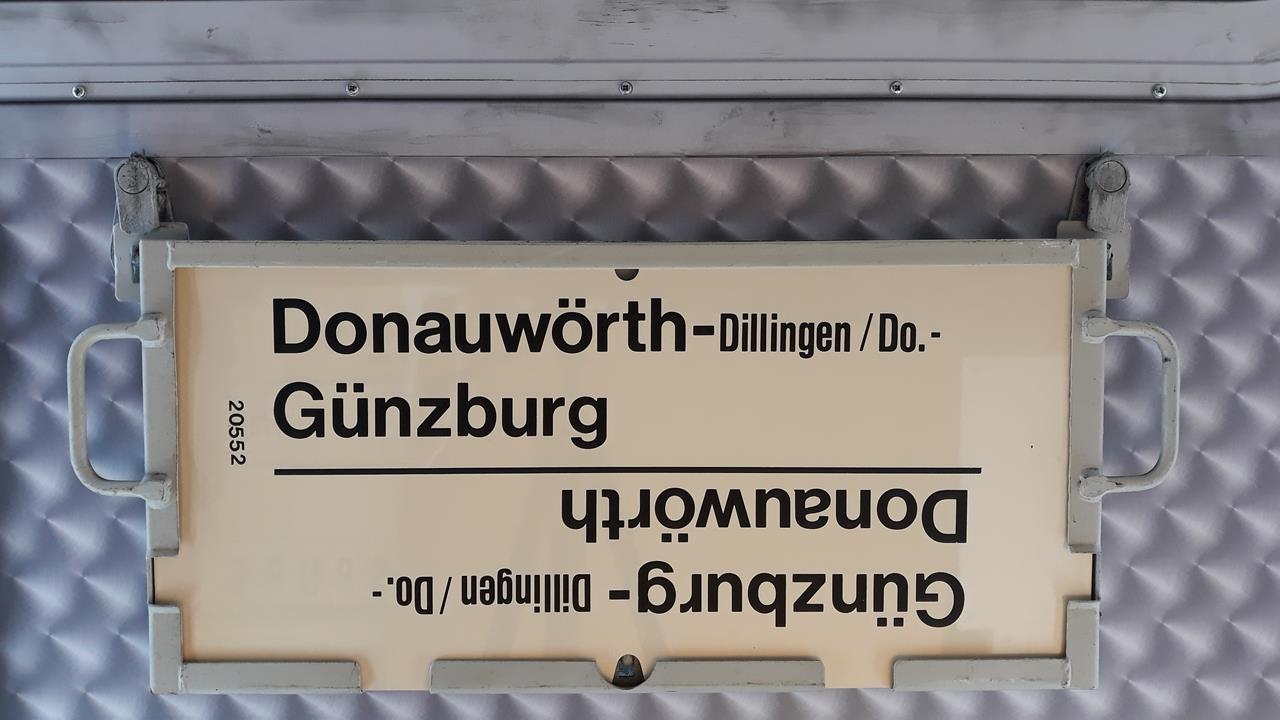 Donauwörth-Dillingen / Do.-
Günzburg
20552
Günzburg - Dillingen / Do. -
Donauwörth